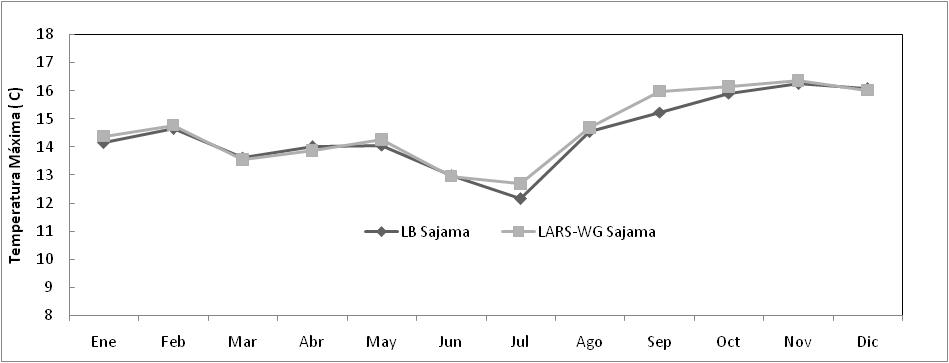 18
17
16
15
14
13
12
11
10
9
8
Temperatura Máxima ( C)
LB Sajama
LARS-WG Sajama
Ene Feb Mar Abr May Jun Jul Ago Sep Oct Nov Dic